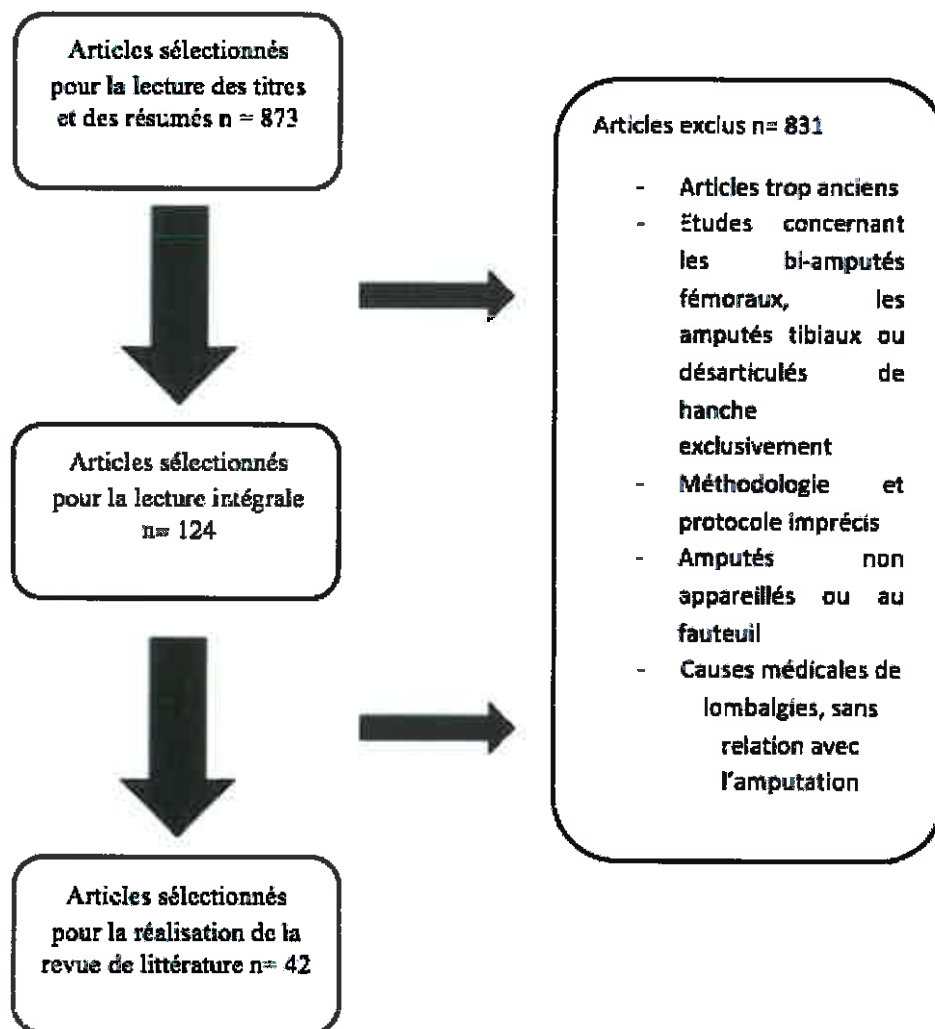 Articles sélectionnés
pour la lecture des titres
et des résumés n = 873
Articles exclus n= 831
- Articles trop anciens
- Etudes concernant
les bi-amputés
fémoraux, les
amputés tibiaux ou
désarticulés de
hanche
exclusivement
- Méthodologie et
protocole imprécis
- Amputés non
appareillés ou au
fauteuil
- Causes médicales de
lombalgies, sans
relation avec
l'amputation
Articles sélectionnés
pour la lecture intégrale
n= 124
Articles sélectionnés
pour la réalisation de la
revue de littérature n= 42